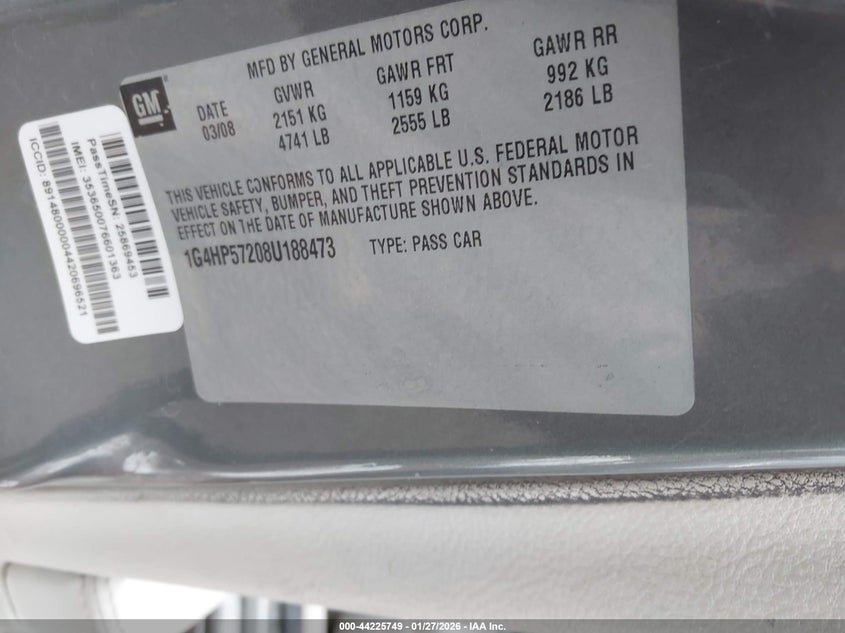 MFD BY GENERAL MOTORS CORP.
GM
DATE GVWR GAWR FRT GAWR RR
03/08 2151 KG 1159 KG 992 KG
4741 LB 2555 LB 2186 LB
THIS VEHICLE CONFORMS TO ALL APPLICABLE U.S. FEDERAL MOTOR
VEHICLE SAFETY, BUMPER, AND THEFT PREVENTION STANDARDS IN
EFFECT ON THE DATE OF MANUFACTURE SHOWN ABOVE.
1G4HP57208U188473 TYPE: PASS CAR
PassTimeSN: 25869453
IMEI: 353650076601363
ICCID: 89148000004420696521
000-44225749 - 01/27/2026 - IAA Inc.